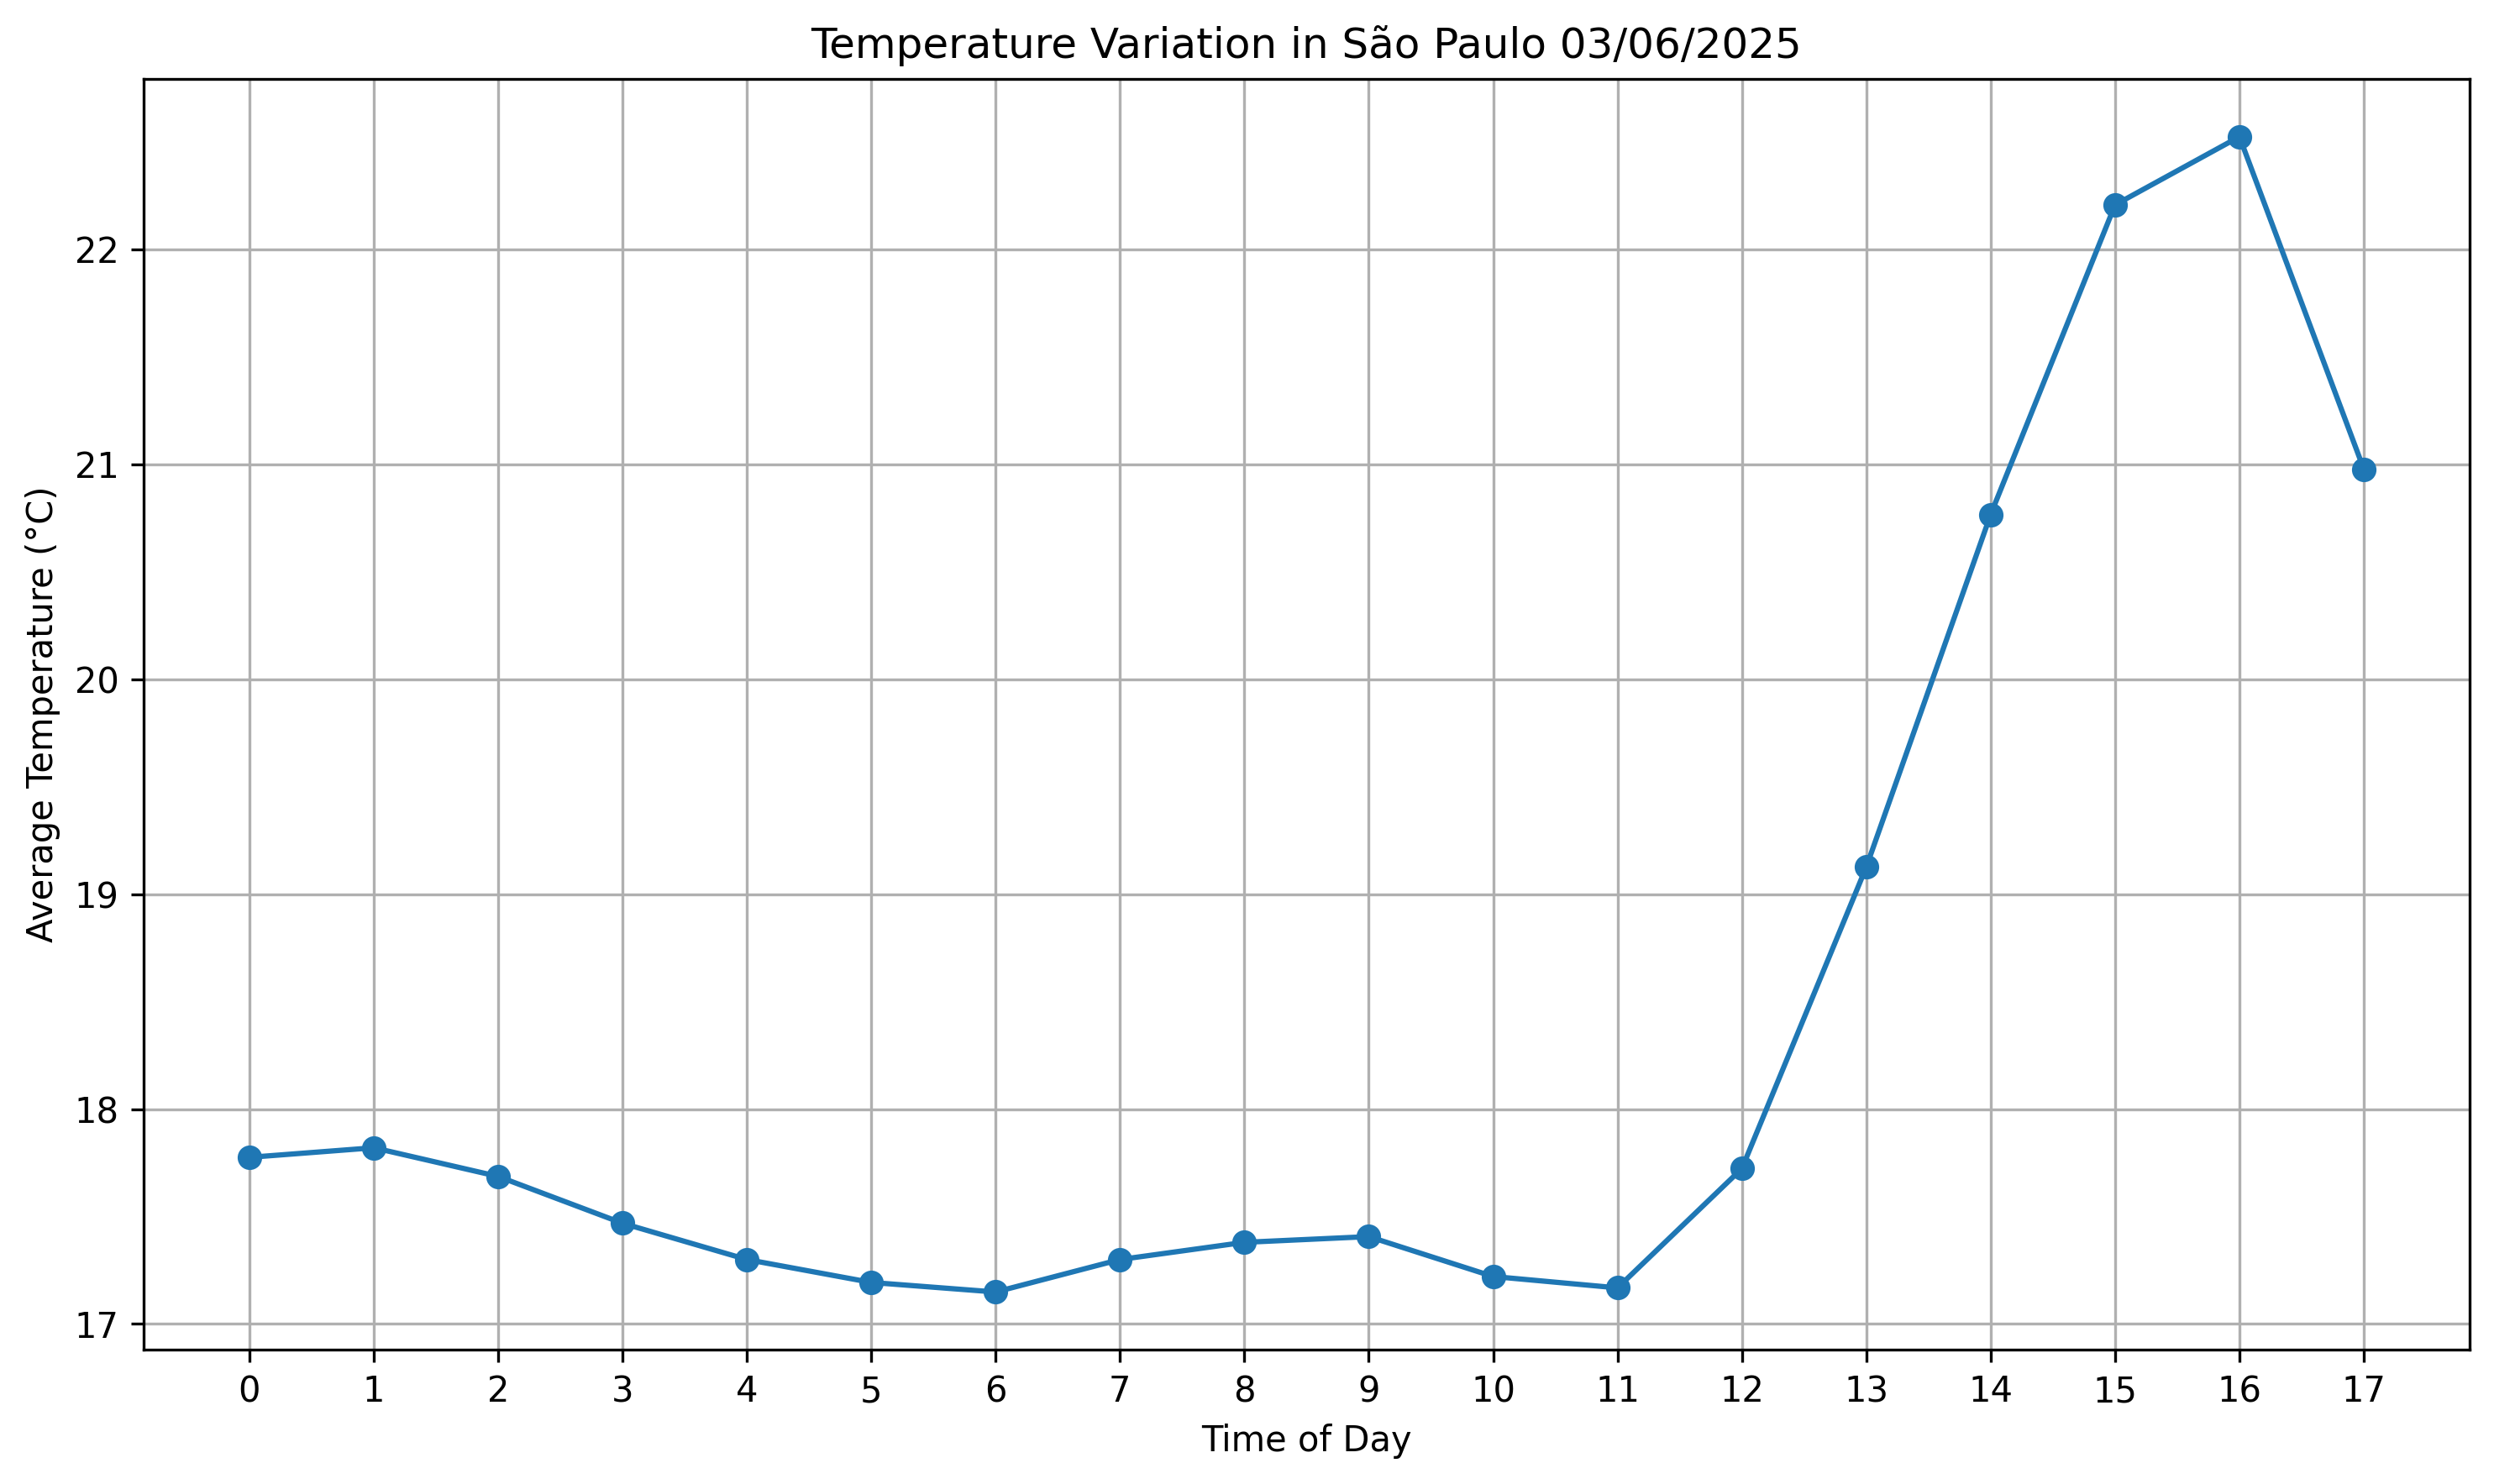 Temperature Variation in São Paulo 03/06/2025
Average Temperature (°C)
22
21
20
19
18
17
0 1 2 3 4 5 6 7 8 9 10 11 12 13 14 15 16 17
Time of Day